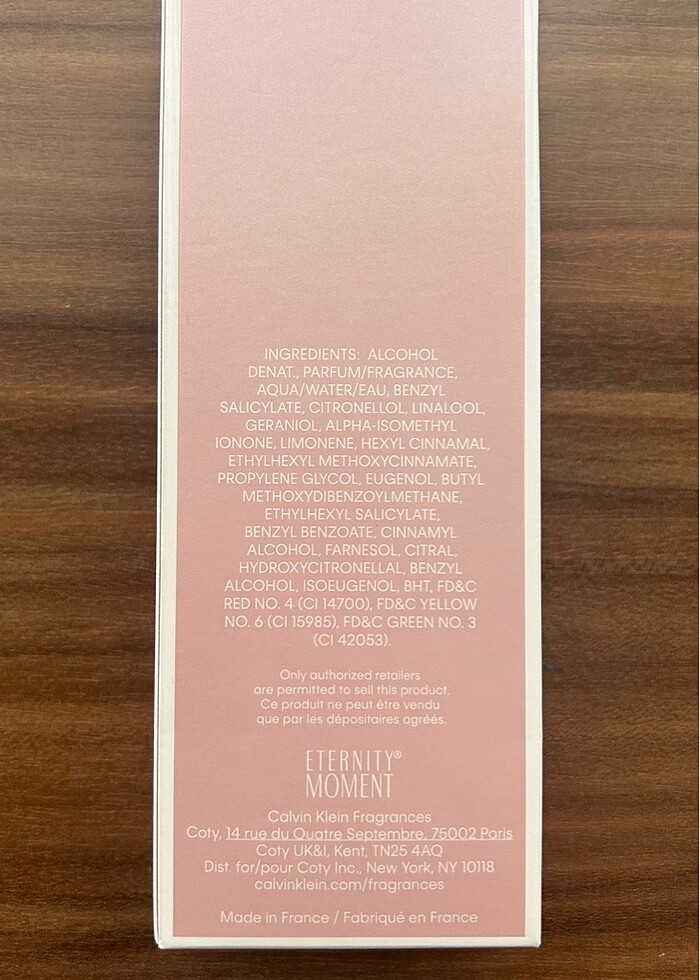 INGREDIENTS: ALCOHOL
DENAT., PARFUM/FRAGRANCE,
AQUA/WATER/EAU, BENZYL
SALICYLATE, CITRONELLOL, LINALOOL,
GERANIOL, ALPHA-ISOMETHYL
IONONE, LIMONENE, HEXYL CINNAMAL,
ETHYLHEXYL METHOXYCINNAMATE,
PROPYLENE GLYCOL, EUGENOL, BUTYL
METHOXYDIBENZOYLMETHANE,
ETHYLHEXYL SALICYLATE,
BENZYL BENZOATE, CINNAMYL
ALCOHOL, FARNESOL, CITRAL,
HYDROXYCITRONELLAL, BENZYL
ALCOHOL, ISOEUGENOL, BHT, FD&C
RED NO. 4 (CI 14700), FD&C YELLOW
NO. 6 (CI 15985), FD&C GREEN NO. 3
(CI 42053).
Only authorized retailers
are permitted to sell this product.
Ce produit ne peut être vendu
que par les dépositaires agréés.
ETERNITY®
MOMENT
Calvin Klein Fragrances
Coty, 14 rue du Quatre Septembre, 75002 Paris
Coty UK&I, Kent, TN25 4AQ
Dist. for/pour Coty Inc., New York, NY 10118
calvinklein.com/fragrances
Made in France / Fabriqué en France